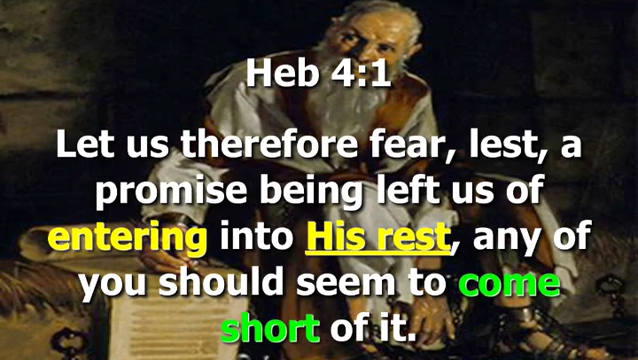 Heb 4:1
Let us therefore fear, lest, a
promise being left us of
entering into His rest, any of
you should seem to come
short of it.